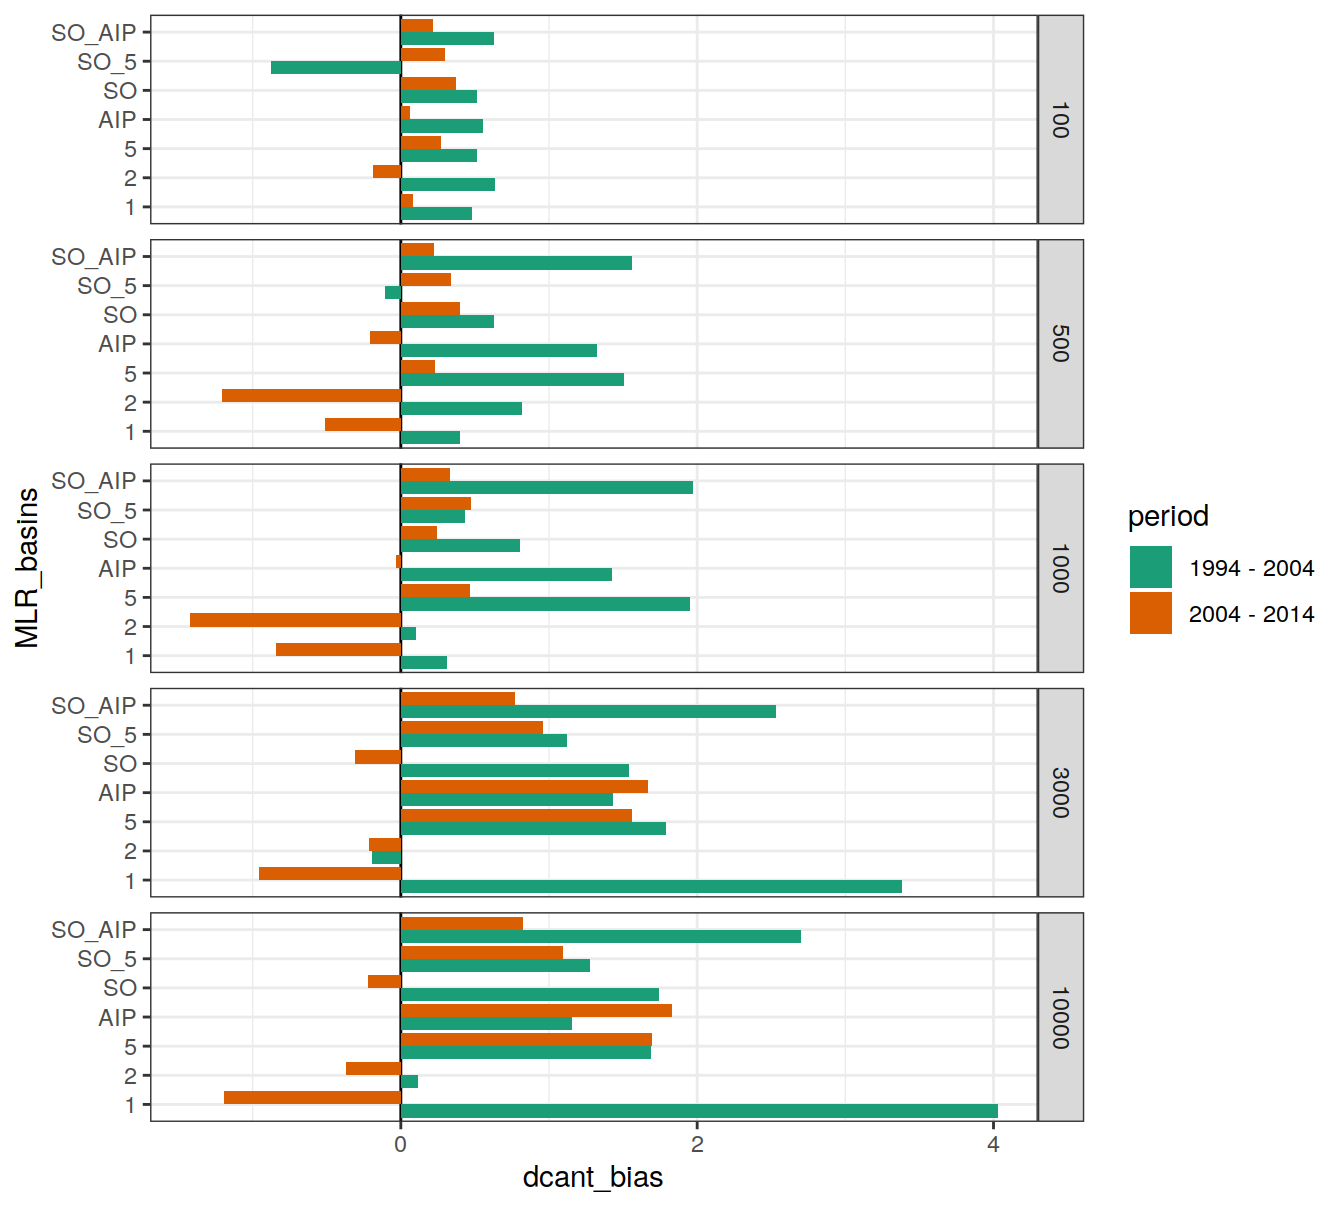 SO_AIP
SO_5
SO
AIP
5
2
1
100
SO_AIP
SO_5
SO
AIP
5
2
1
500
SO_AIP
SO_5
SO
AIP
5
2
1
1000
SO_AIP
SO_5
SO
AIP
5
2
1
3000
SO_AIP
SO_5
SO
AIP
5
2
1
10000
0 2 4
dcant_bias
MLR_basins
period
1994 - 2004
2004 - 2014